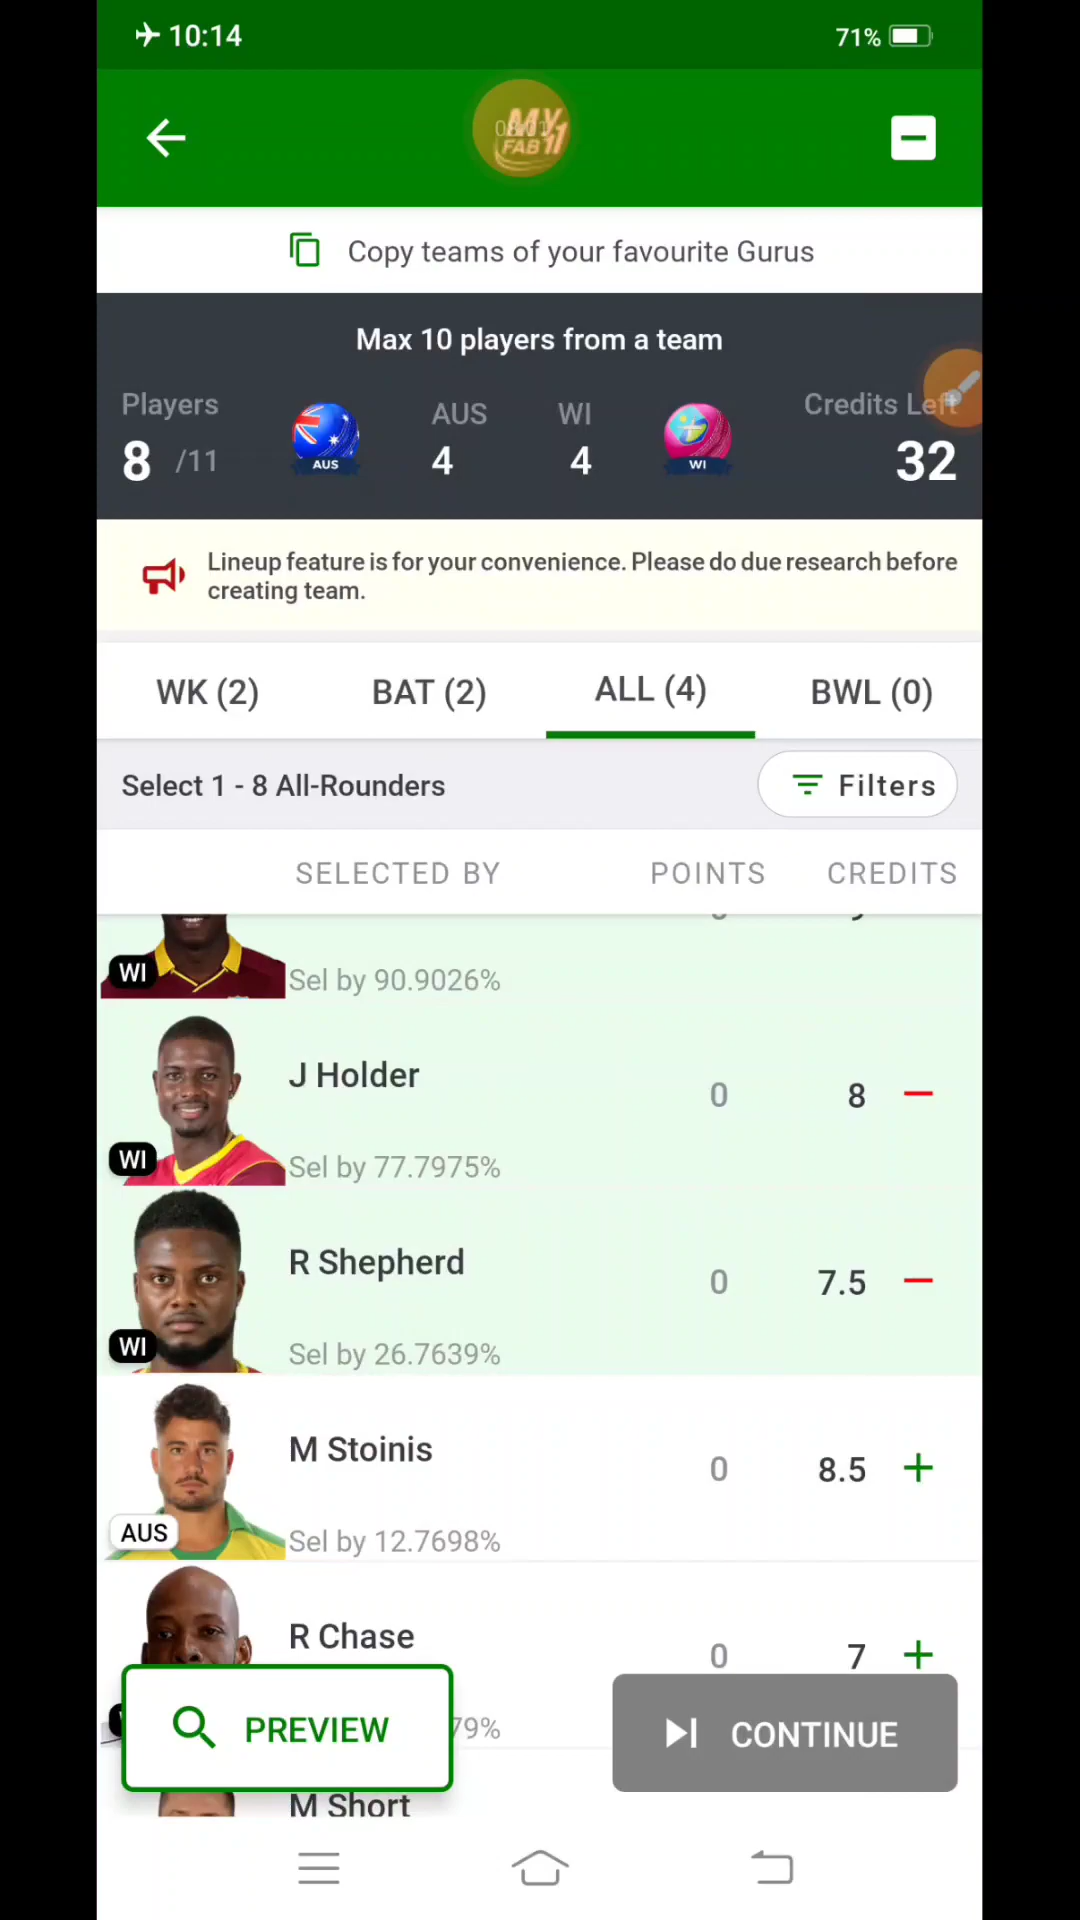 10:14
71%
MY
FAB11
Copy teams of your favourite Gurus
Max 10 players from a team
Players
AUS
WI
Credits Left
8 /11
AUS
4
4
WI
32
Lineup feature is for your convenience. Please do due research before
creating team.
WK (2)
BAT (2)
ALL (4)
BWL (0)
Select 1 - 8 All-Rounders
Filters
SELECTED BY
POINTS
CREDITS
WI
Sel by 90.9026%
J Holder
0
8
WI
Sel by 77.7975%
R Shepherd
0
7.5
WI
Sel by 26.7639%
M Stoinis
0
8.5
AUS
Sel by 12.7698%
R Chase
0
7
79%
PREVIEW
CONTINUE
M Short